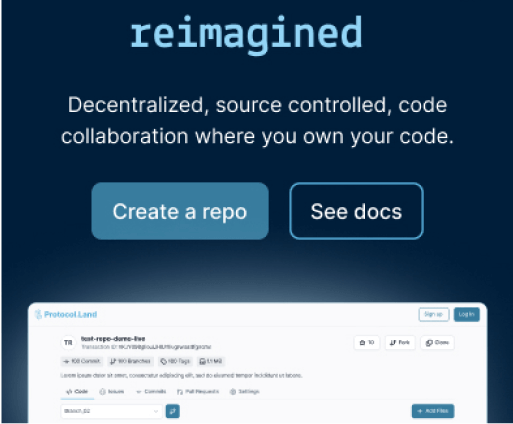 reimagined
Decentralized, source controlled, code
collaboration where you own your code.
Create a repo See docs
Protocol.Land Sign up Log In
TR test-repo-demo-live
Transaction ID: 10 Fork Clone
100 Commit 100 Branches 100 Tags 0.1 MB
Lorem ipsum dolor sit amet, consectetur adipiscing elit, sed do eiusmod tempor incididunt ut labore.
Code Issues Commits Pull Requests Settings
Branch_02 + Add Files